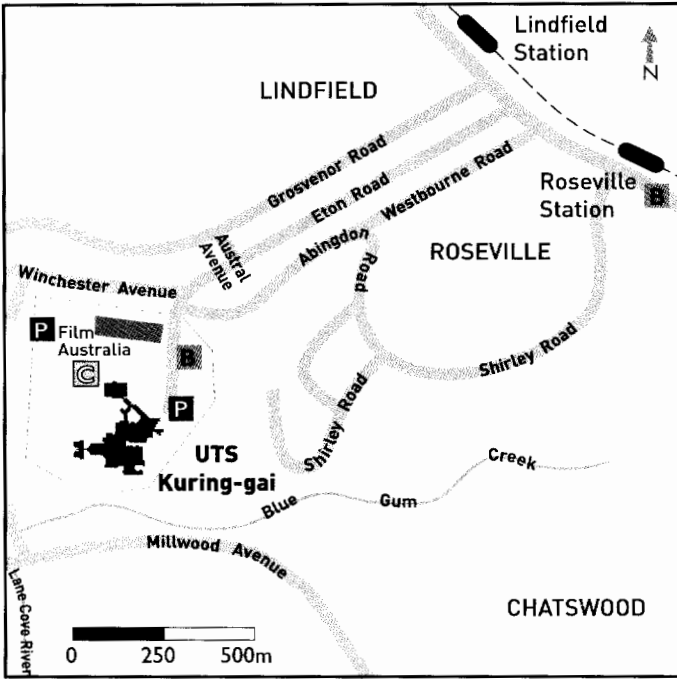 Lindfield
Station
N
LINDFIELD
Grosvenor Road
Eton Road
Westbourne Road
Roseville
Station
B
Austral
Avenue
Abingdon
Road
ROSEVILLE
Winchester Avenue
P
Film
Australia
B
C
P
Shirley Road
Shirley Road
UTS
Kuring-gai
Blue Gum Creek
Millwood Avenue
Lane Cove River
CHATSWOOD
0 250 500m